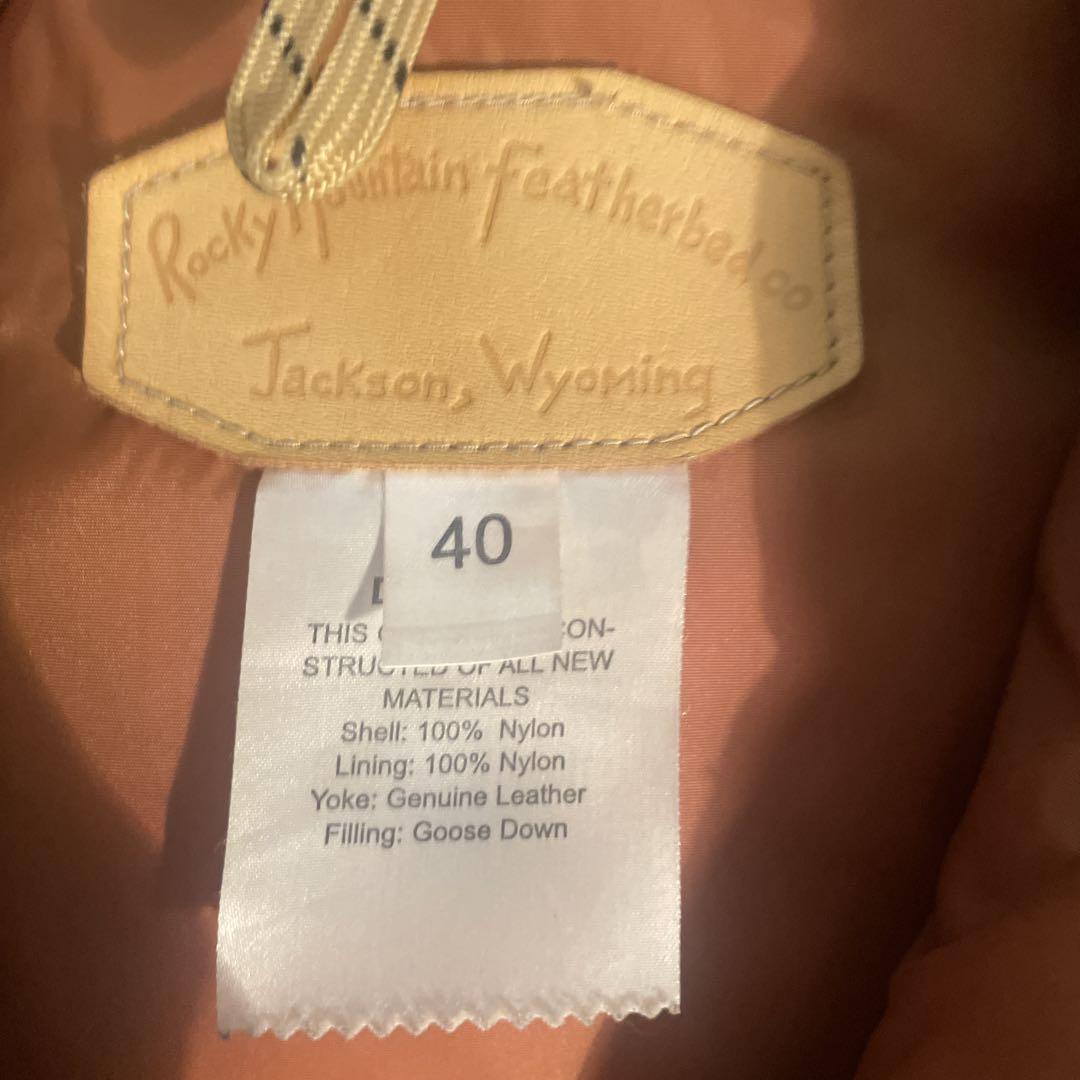 Rocky Mountain Featherbed.co
Jackson, Wyoming
40
THIS CON-
STRUCTED OF ALL NEW
MATERIALS
Shell: 100% Nylon
Lining: 100% Nylon
Yoke: Genuine Leather
Filling: Goose Down